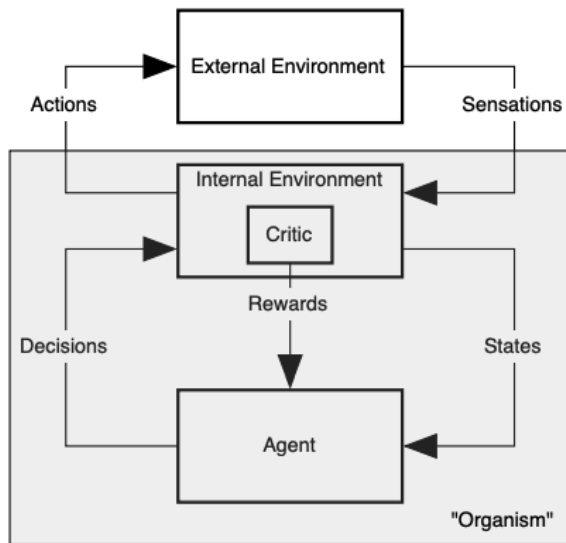 External Environment
Actions
Sensations
Internal Environment
Critic
Rewards
Decisions
States
Agent
"Organism"